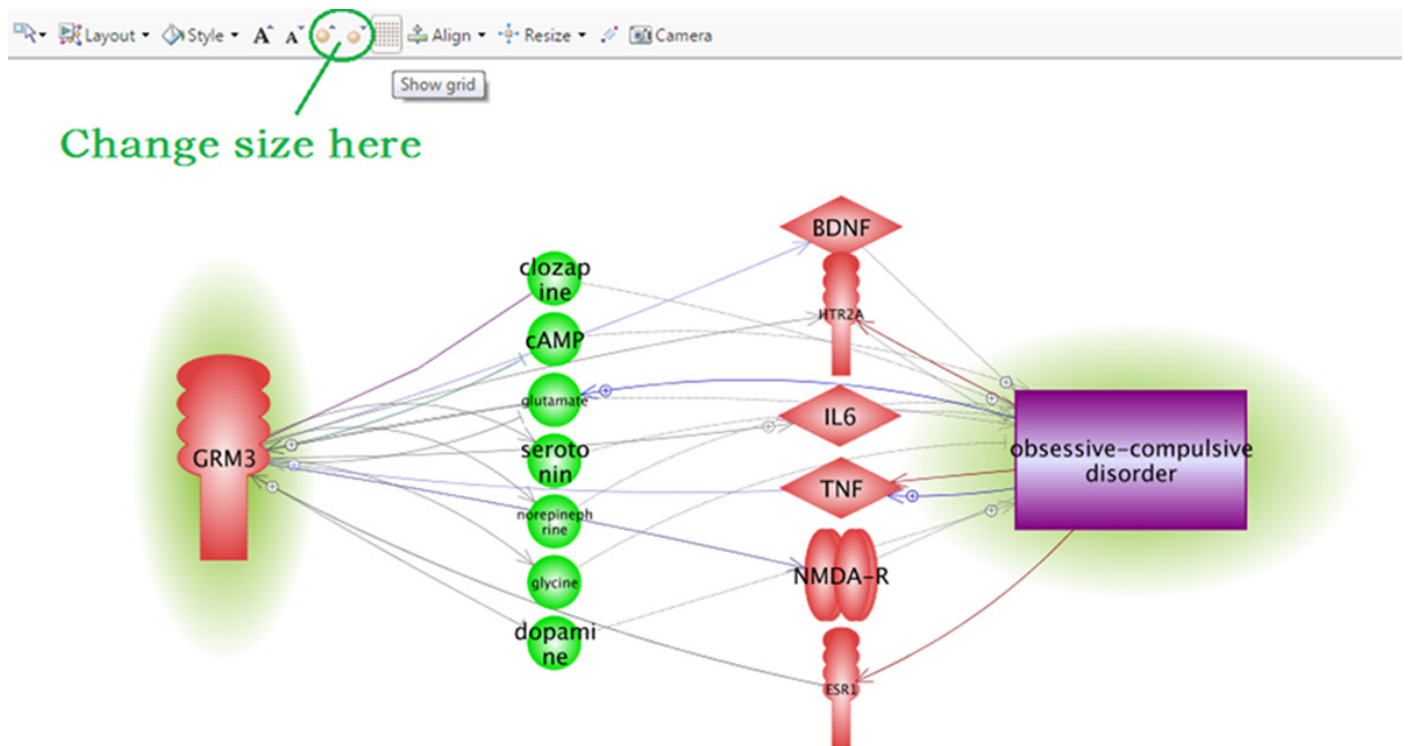 Layout Style A A Align Resize Camera
Show grid
Change size here
BDNF
clozap
ine
HTR2A
cAMP
glutamate
IL6
GRM3
seroto
nin
obsessive-compulsive
disorder
TNF
norepineph
rine
NMDA-R
glycine
dopami
ne
ESR1